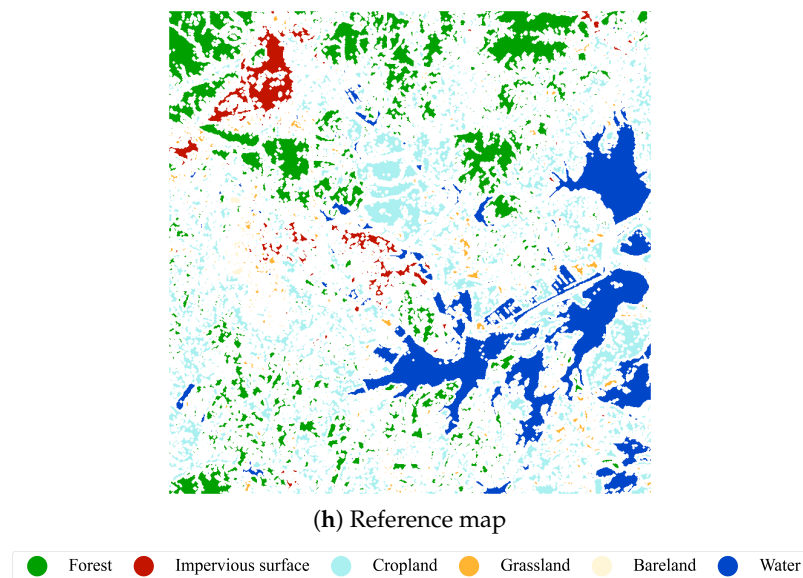 (h) Reference map
Forest Impervious surface Cropland Grassland Bareland Water